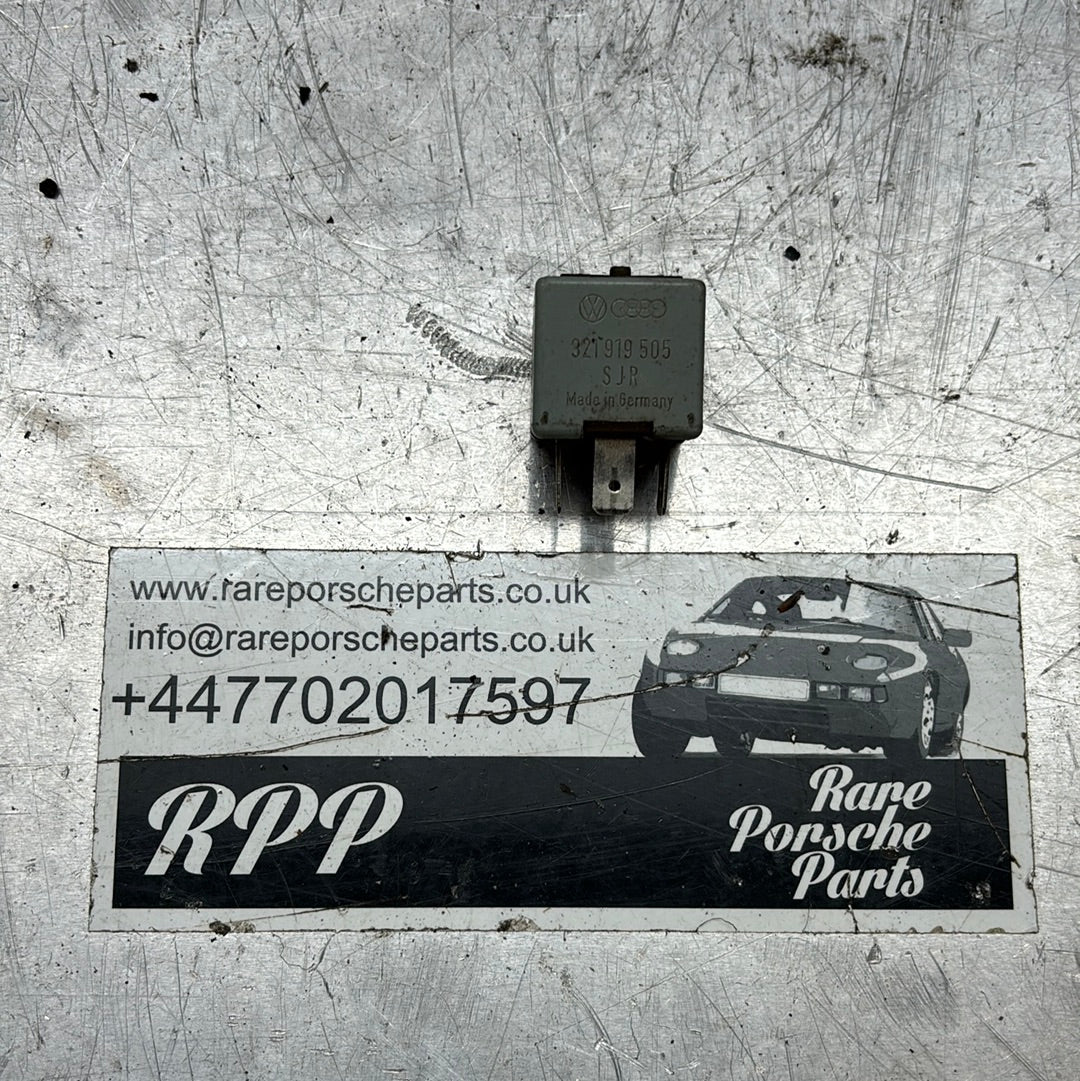 321 919 505
SJR
Made in Germany
www.rareporscheparts.co.uk
info@rareporscheparts.co.uk
+447702017597
RPP
Rare
Porsche
Parts